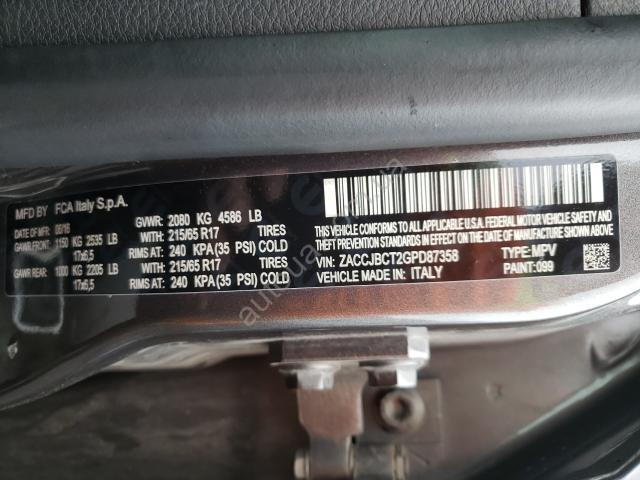 MFD BY FCA Italy S.p.A.
DATE OF MFR 06\16 GVWR: 2080 KG 4586 LB
GAWR FRONT: 1150 KG 2535 LB WITH: 215/65 R17 TIRES
17x6,5 RIMS AT: 240 KPA(35 PSI) COLD
GAWR REAR: 1000 KG 2205 LB WITH: 215/65 R17 TIRES
17x6,5 RIMS AT: 240 KPA(35 PSI) COLD
THIS VEHICLE CONFORMS TO ALL APPLICABLE FEDERAL MOTOR VEHICLE SAFETY
AND THEFT PREVENTION STANDARDS IN EFFECT ON THE DATE OF MANUFACTURE SHOWN ABOVE.
VIN: ZACCJBCT2GPD87358 TYPE: MPV
VEHICLE MADE IN: ITALY PAINT: 099